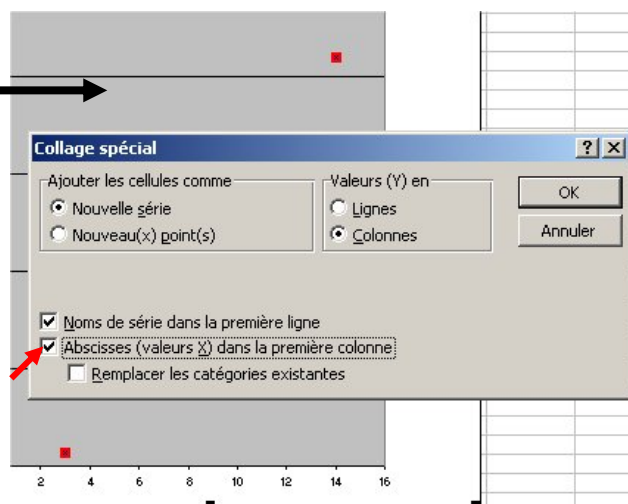 Collage spécial
Ajouter les cellules comme
Nouvelle série
Nouveau(x) point(s)
Valeurs (Y) en
Lignes
Colonnes
OK
Annuler
Noms de série dans la première ligne
Abscisses (valeurs X) dans la première colonne
Remplacer les catégories existantes
2 4 6 8 10 12 14 16